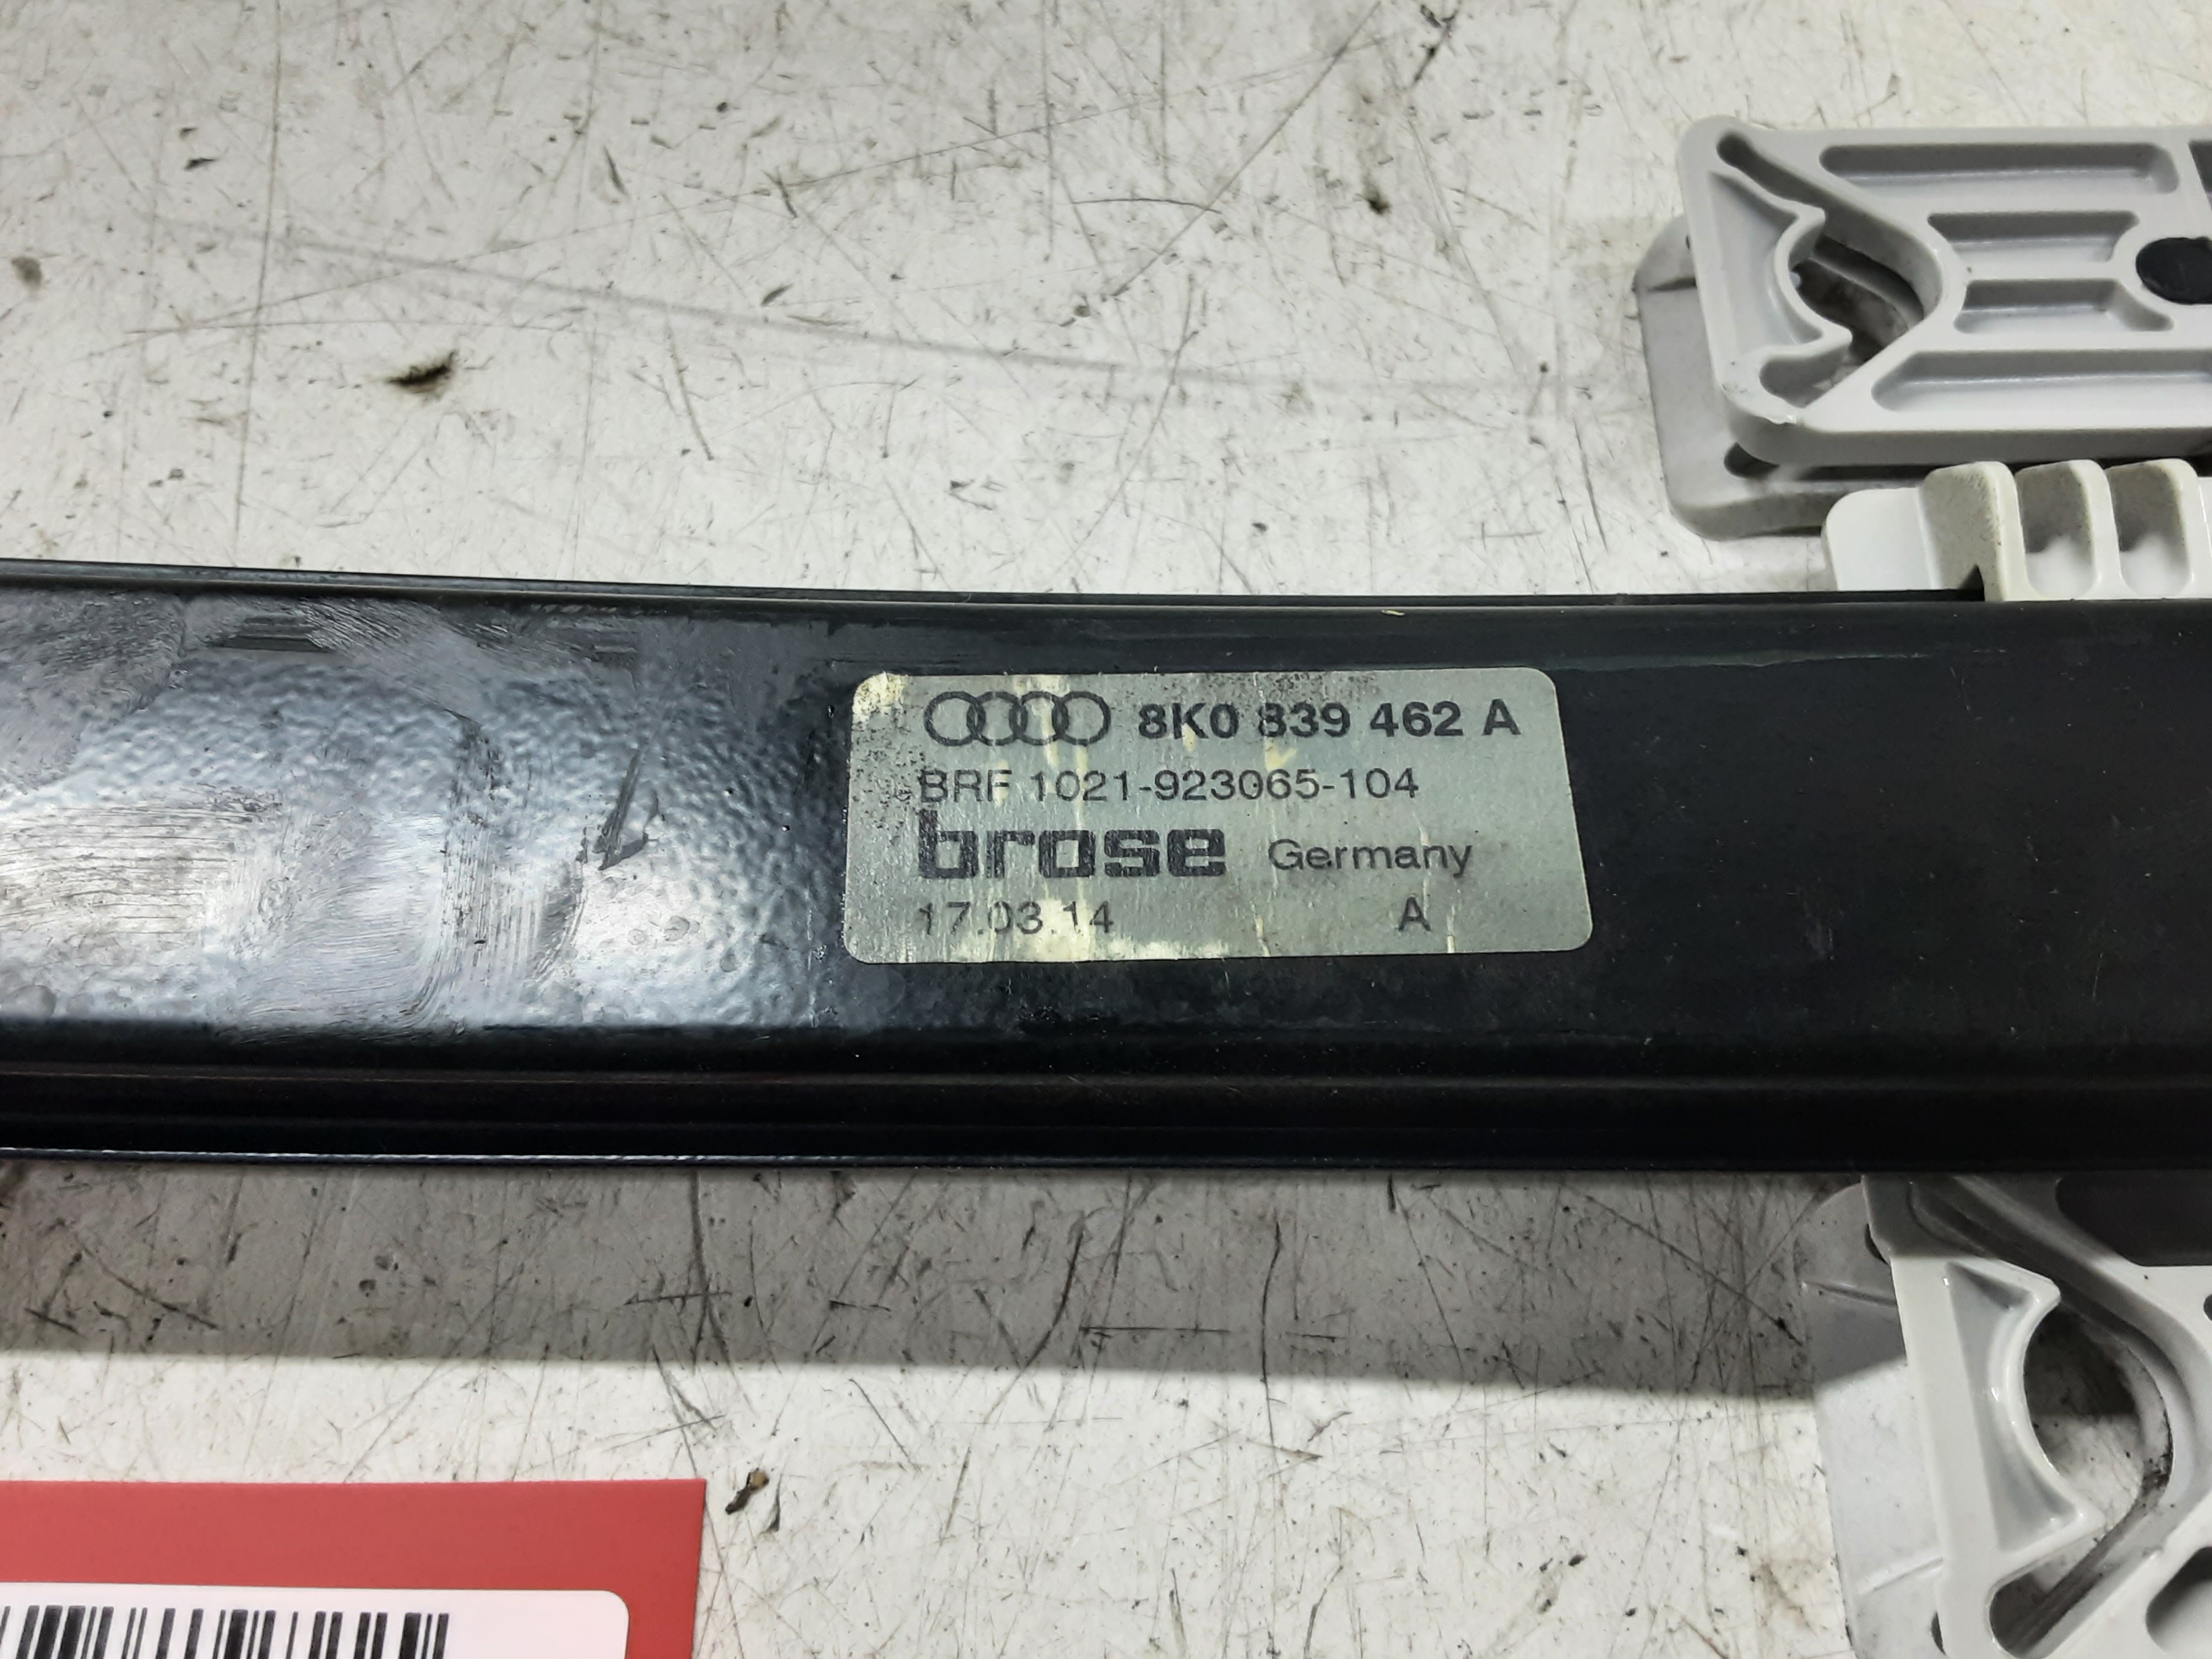 8K0 839 462 A
BRF 1021-923065-104
brose Germany
17.03.14 A